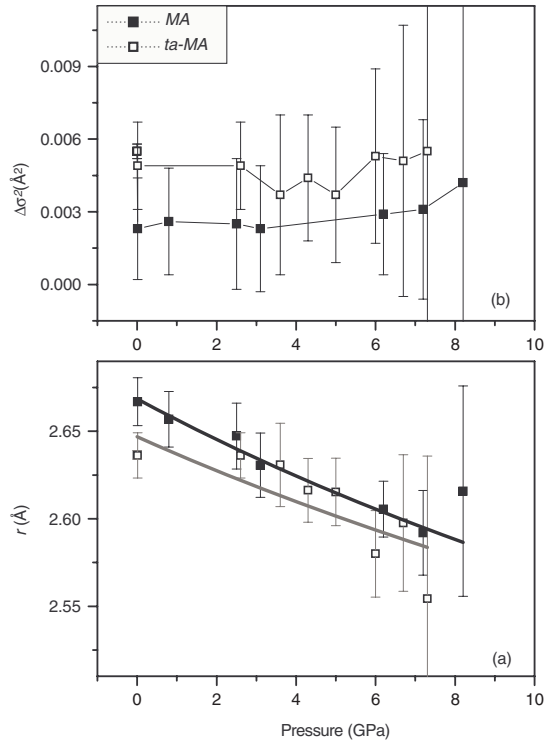 MA
ta-MA
0.009
0.006
0.003
0.000
Δσ²(Å²)
(b)
0 2 4 6 8 10
2.65
2.60
2.55
r (Å)
(a)
0 2 4 6 8 10
Pressure (GPa)